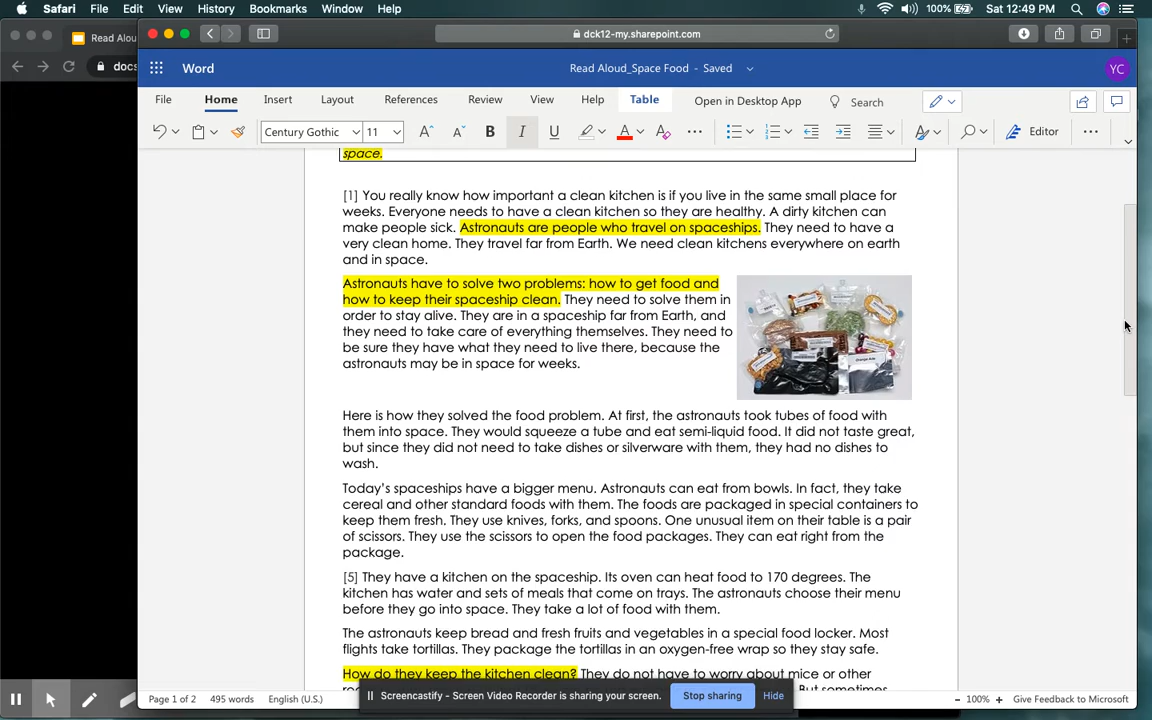 Safari File Edit View History Bookmarks Window Help 100% Sat 12:49 PM
Read Alou
dck12-my.sharepoint.com
docs
Word Read Aloud_Space Food - Saved YC
File Home Insert Layout References Review View Help Table Open in Desktop App Search
Century Gothic 11 A A B I U A Editor
space.
[1] You really know how important a clean kitchen is if you live in the same small place for
weeks. Everyone needs to have a clean kitchen so they are healthy. A dirty kitchen can
make people sick. Astronauts are people who travel on spaceships. They need to have a
very clean home. They travel far from Earth. We need clean kitchens everywhere on earth
and in space.
Astronauts have to solve two problems: how to get food and
how to keep their spaceship clean. They need to solve them in
order to stay alive. They are in a spaceship far from Earth, and
they need to take care of everything themselves. They need to
be sure they have what they need to live there, because the
astronauts may be in space for weeks.
Here is how they solved the food problem. At first, the astronauts took tubes of food with
them into space. They would squeeze a tube and eat semi-liquid food. It did not taste great,
but since they did not need to take dishes or silverware with them, they had no dishes to
wash.
Today's spaceships have a bigger menu. Astronauts can eat from bowls. In fact, they take
cereal and other standard foods with them. The foods are packaged in special containers to
keep them fresh. They use knives, forks, and spoons. One unusual item on their table is a pair
of scissors. They use the scissors to open the food packages. They can eat right from the
package.
[5] They have a kitchen on the spaceship. Its oven can heat food to 170 degrees. The
kitchen has water and sets of meals that come on trays. The astronauts choose their menu
before they go into space. They take a lot of food with them.
The astronauts keep bread and fresh fruits and vegetables in a special food locker. Most
flights take tortillas. They package the tortillas in an oxygen-free wrap so they stay safe.
How do they keep the kitchen clean? They do not have to worry about mice or other
But sometimes
Screencastify - Screen Video Recorder is sharing your screen. Stop sharing Hide
Page 1 of 2 495 words English (U.S.) 100% Give Feedback to Microsoft